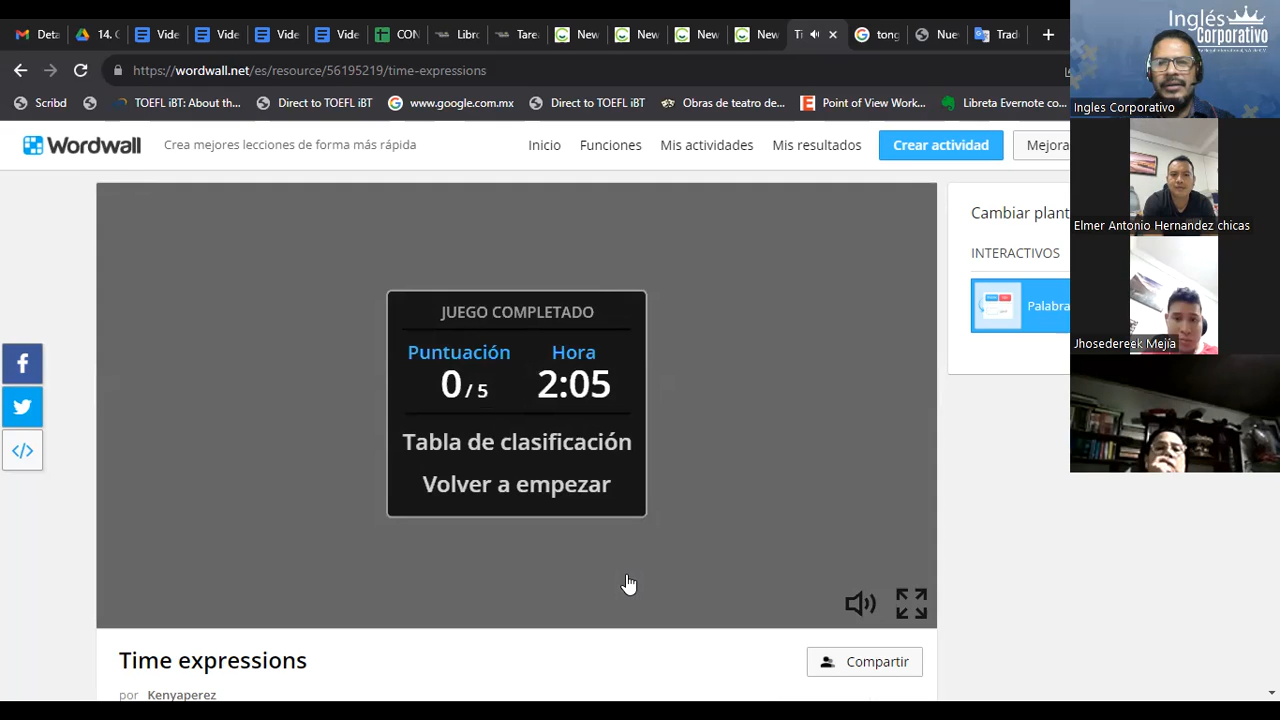 Deta
14. C
Vide
Vide
Vide
Vide
CON
Libro
Tare
New
New
New
New
Ti
tong
Nue
Trad
https://wordwall.net/es/resource/56195219/time-expressions
Scribd
TOEFL iBT: About th...
Direct to TOEFL iBT
www.google.com.mx
Direct to TOEFL iBT
Obras de teatro de...
Point of View Work...
Libreta Evernote co...
Wordwall
Crea mejores lecciones de forma más rápida
Inicio
Funciones
Mis actividades
Mis resultados
Crear actividad
Mejora
JUEGO COMPLETADO
Puntuación
Hora
0 / 5
2:05
Tabla de clasificación
Volver a empezar
Cambiar plant
INTERACTIVOS
Palabra
Time expressions
Compartir
por Kenyaperez
Inglés
Corporativo
Ingles Corporativo
Elmer Antonio Hernandez chicas
Jhosedereek Mejía